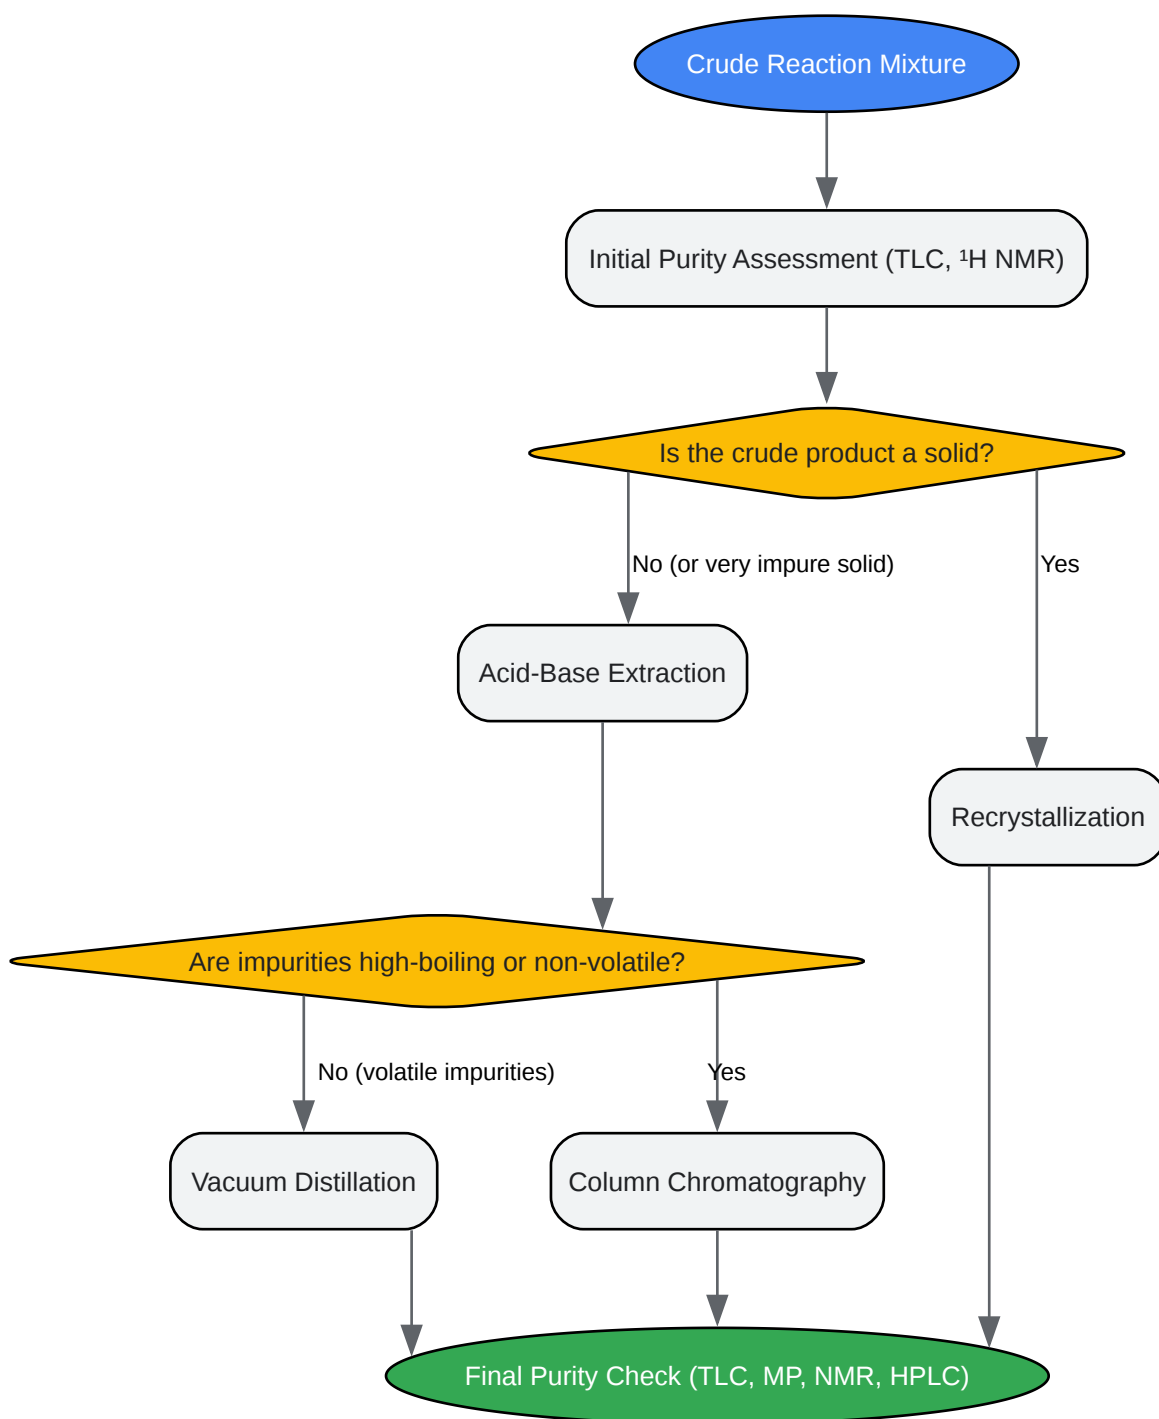 Crude Reaction Mixture
Initial Purity Assessment (TLC, ¹H NMR)
Is the crude product a solid?
No (or very impure solid)
Yes
Acid-Base Extraction
Recrystallization
Are impurities high-boiling or non-volatile?
No (volatile impurities)
Yes
Vacuum Distillation
Column Chromatography
Final Purity Check (TLC, MP, NMR, HPLC)